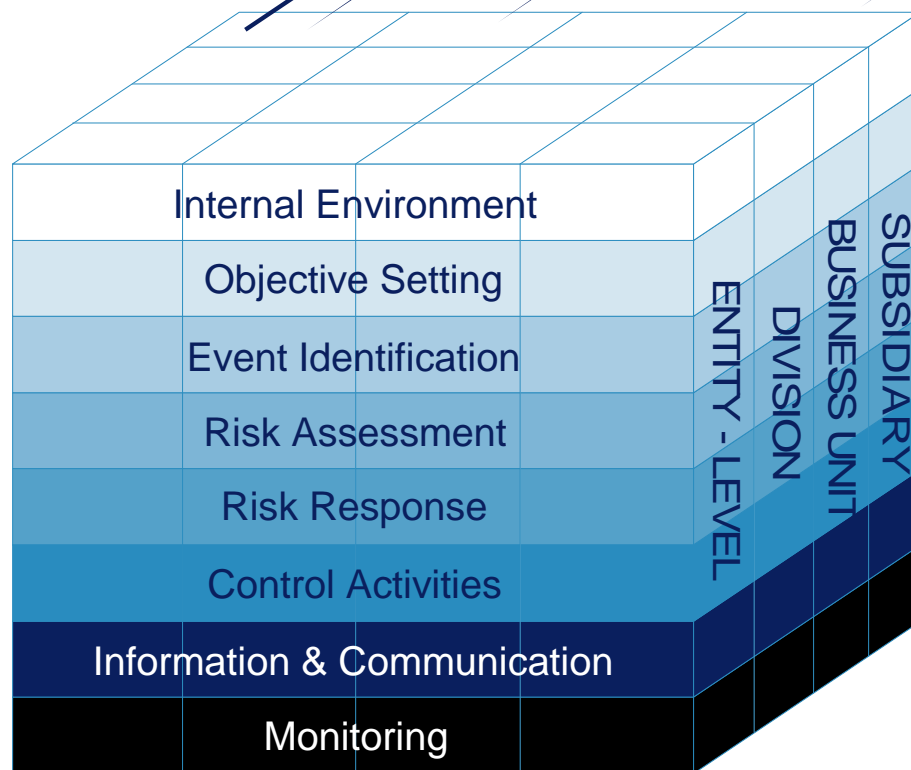 Internal Environment
Objective Setting
Event Identification
Risk Assessment
Risk Response
Control Activities
Information & Communication
Monitoring
ENTITY - LEVEL
DIVISION
BUSINESS UNIT
SUBSIDIARY